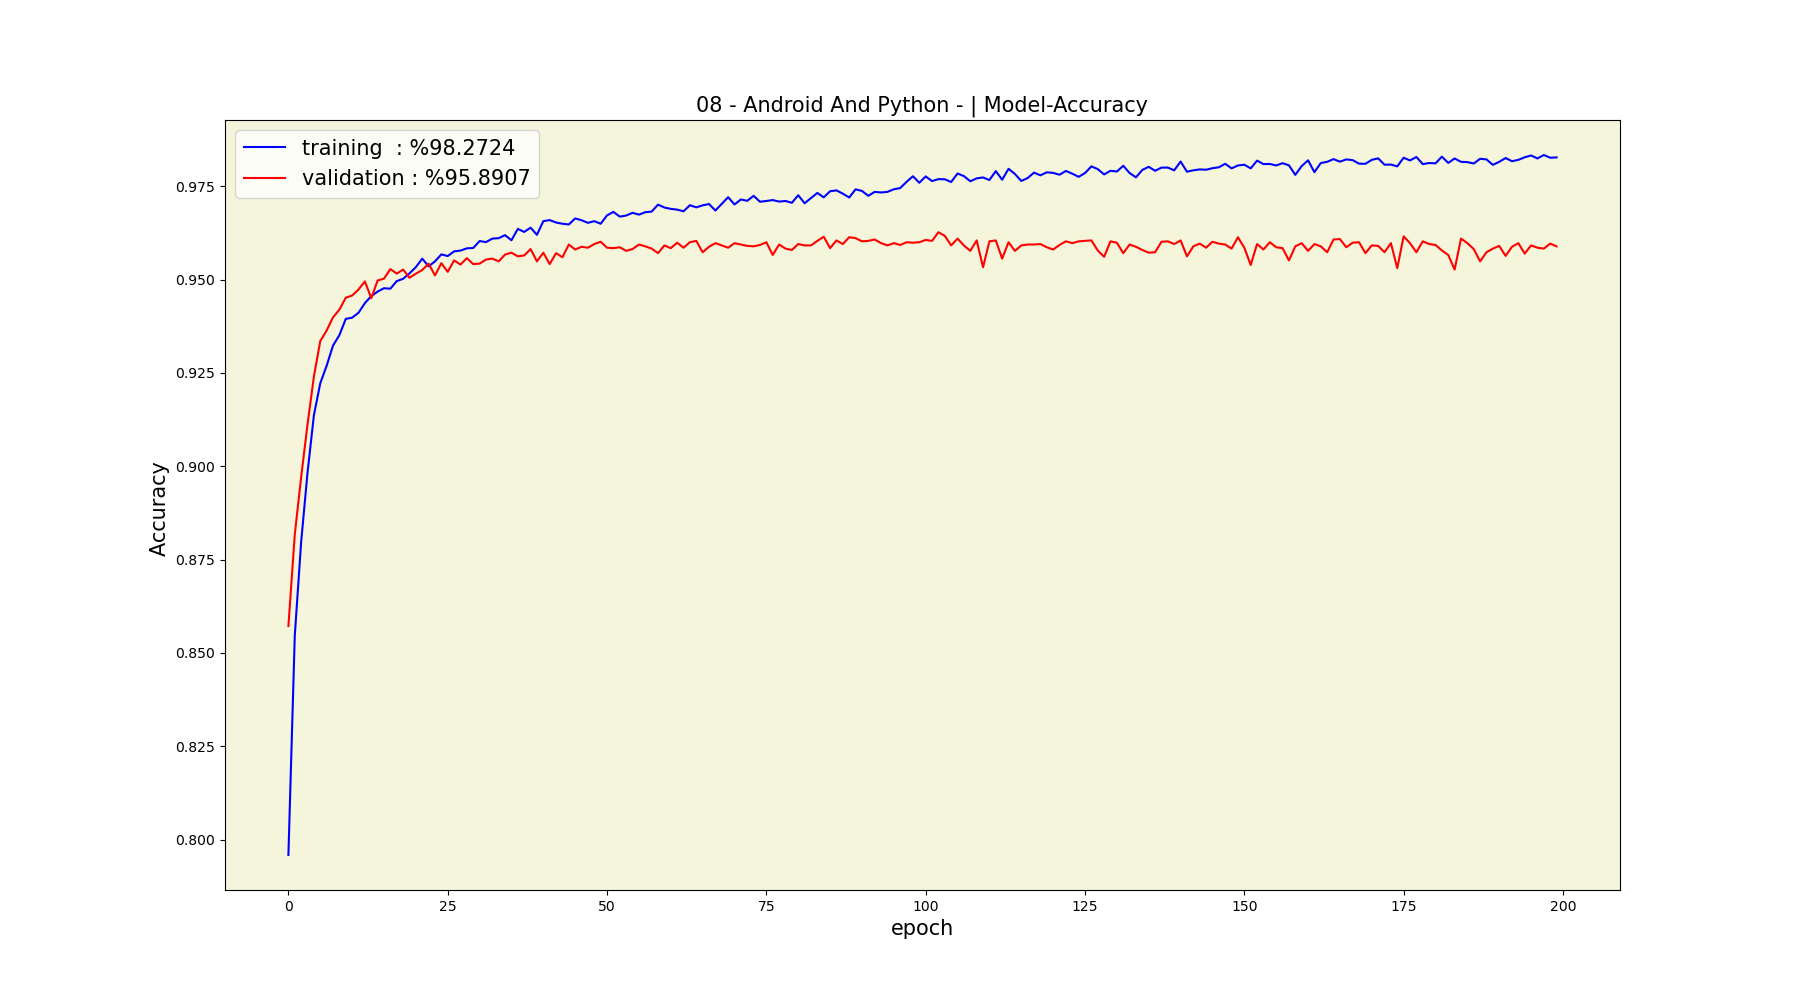 08 - Android And Python - | Model-Accuracy
training  : %98.2724
validation : %95.8907
Accuracy
0.975
0.950
0.925
0.900
0.875
0.850
0.825
0.800
0 25 50 75 100 125 150 175 200
epoch